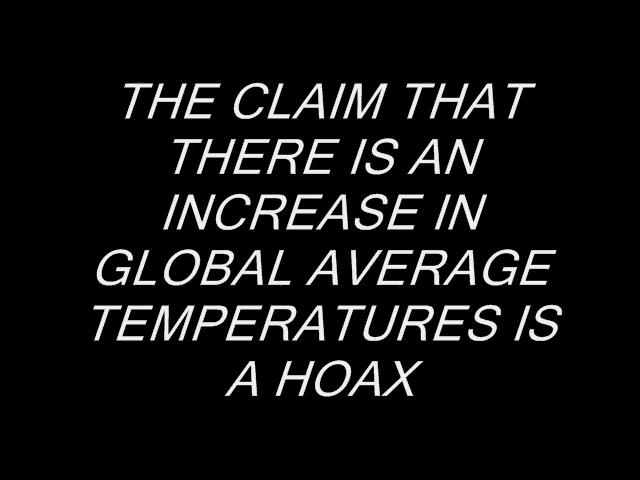 THE CLAIM THAT
THERE IS AN
INCREASE IN
GLOBAL AVERAGE
TEMPERATURES IS
A HOAX